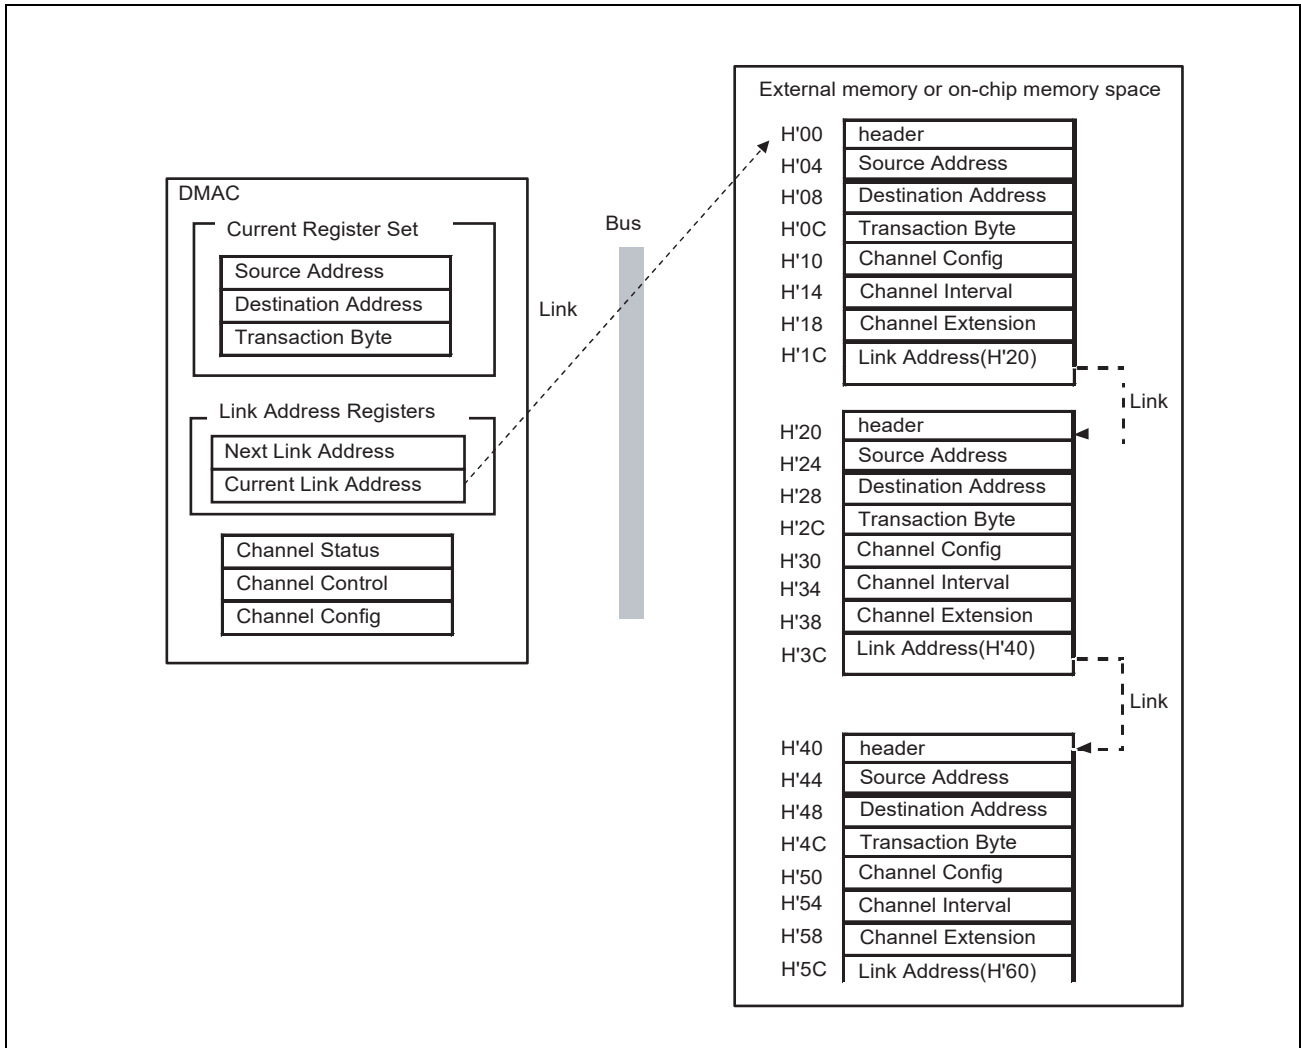 DMAC
Current Register Set
Source Address
Destination Address
Transaction Byte
Link Address Registers
Next Link Address
Current Link Address
Channel Status
Channel Control
Channel Config
Link
Bus
External memory or on-chip memory space
H'00 header
H'04 Source Address
H'08 Destination Address
H'0C Transaction Byte
H'10 Channel Config
H'14 Channel Interval
H'18 Channel Extension
H'1C Link Address(H'20)
Link
H'20 header
H'24 Source Address
H'28 Destination Address
H'2C Transaction Byte
H'30 Channel Config
H'34 Channel Interval
H'38 Channel Extension
H'3C Link Address(H'40)
Link
H'40 header
H'44 Source Address
H'48 Destination Address
H'4C Transaction Byte
H'50 Channel Config
H'54 Channel Interval
H'58 Channel Extension
H'5C Link Address(H'60)